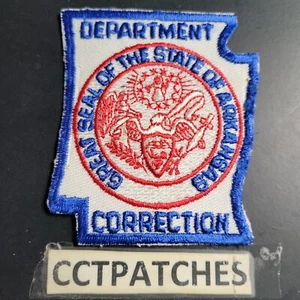 DEPARTMENT
GREAT SEAL OF THE STATE OF ARKANSAS
CORRECTION
CCTPATCHES